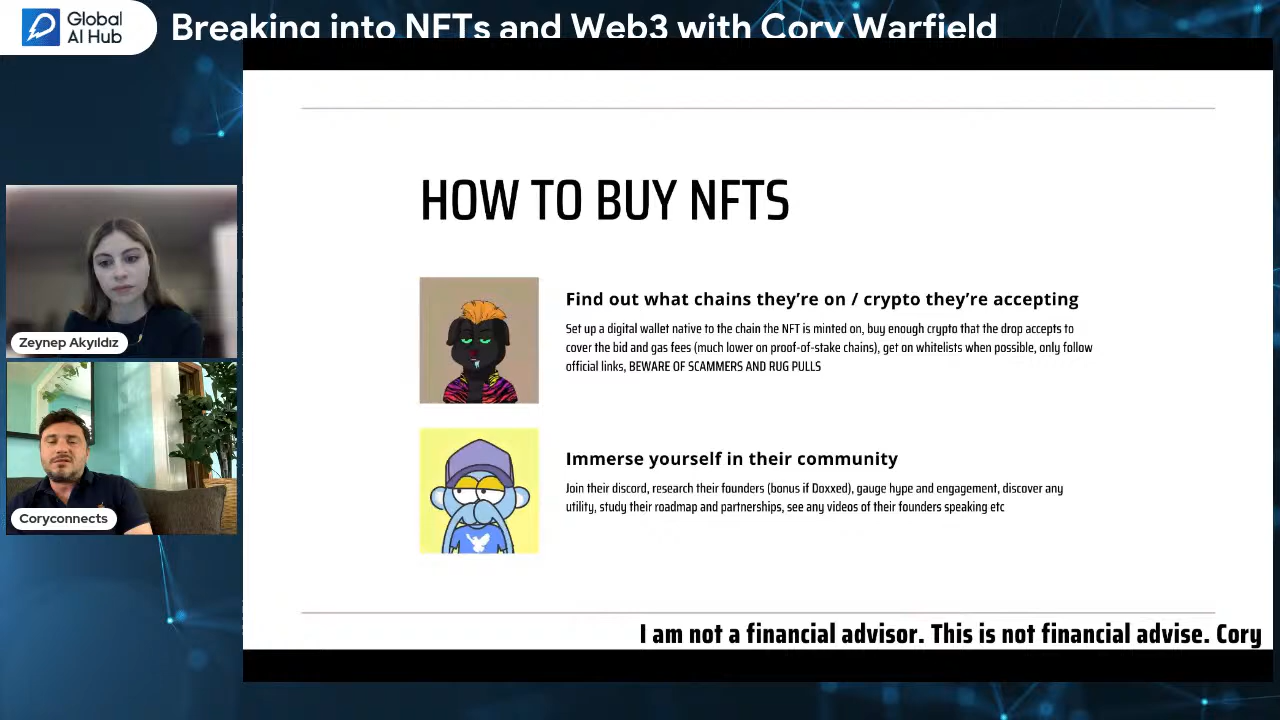 Global
AI Hub
Breaking into NFTs and Web3 with Cory Warfield
HOW TO BUY NFTS
Find out what chains they’re on / crypto they’re accepting
Set up a digital wallet native to the chain the NFT is minted on, buy enough crypto that the drop accepts to
cover the bid and gas fees (much lower on proof-of-stake chains), get on whitelists when possible, only follow
official links, BEWARE OF SCAMMERS AND RUG PULLS
Zeynep Akyıldız
Immerse yourself in their community
Join their discord, research their founders (bonus if Doxxed), gauge hype and engagement, discover any
utility, study their roadmap and partnerships, see any videos of their founders speaking etc
Coryconnects
I am not a financial advisor. This is not financial advise. Cory